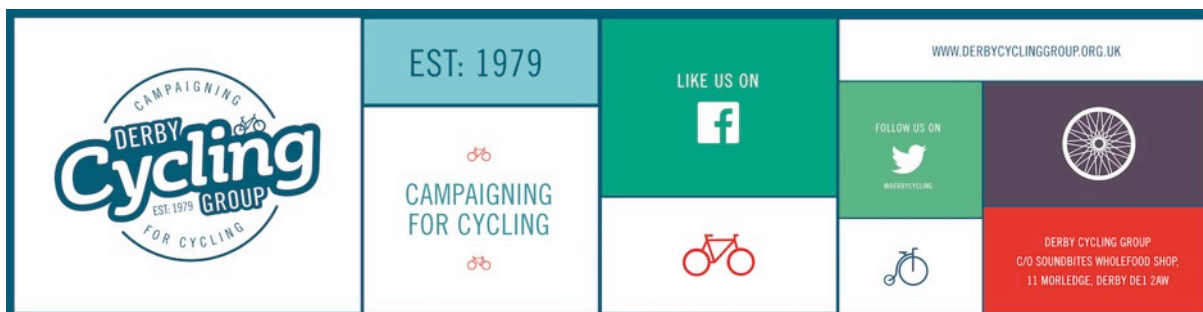 CAMPAIGNING
DERBY
Cycling
EST: 1979 GROUP
FOR CYCLING
EST: 1979
CAMPAIGNING
FOR CYCLING
LIKE US ON
f
WWW.DERBYCYCLINGGROUP.ORG.UK
FOLLOW US ON
@DERBYCYCLING
DERBY CYCLING GROUP
C/O SOUNDBITES WHOLEFOOD SHOP,
11 MORLEDGE, DERBY DE1 2AW